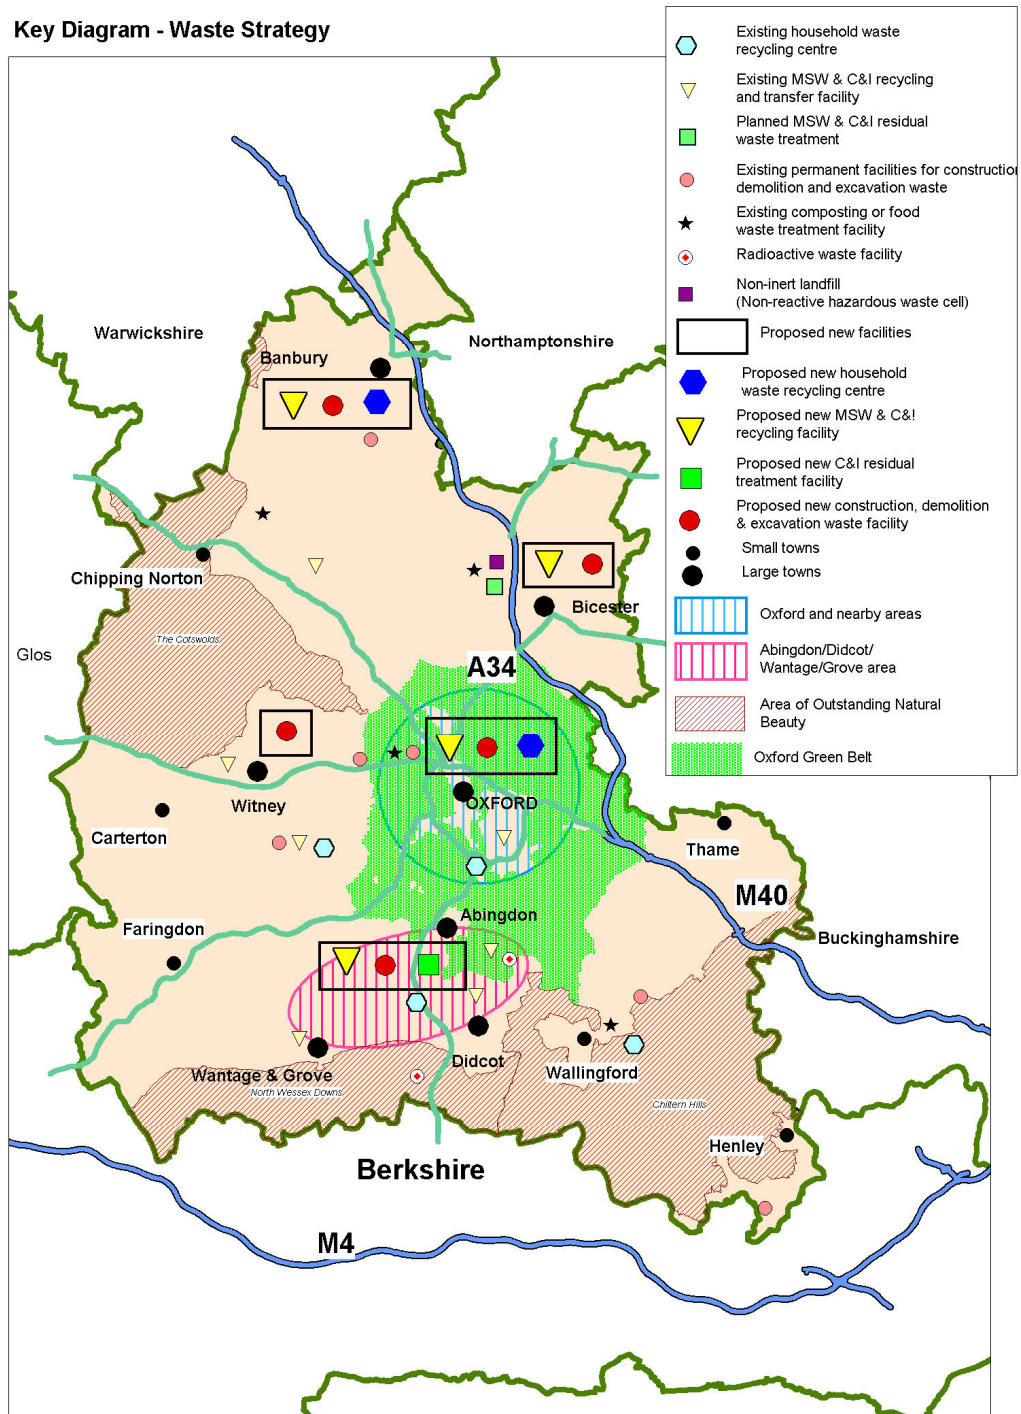 Key Diagram - Waste Strategy
Existing household waste
recycling centre
Existing MSW & C&I recycling
and transfer facility
Planned MSW & C&I residual
waste treatment
Existing permanent facilities for construction
demolition and excavation waste
Existing composting or food
waste treatment facility
Radioactive waste facility
Non-inert landfill
(Non-reactive hazardous waste cell)
Proposed new facilities
Proposed new household
waste recycling centre
Proposed new MSW & C&I
recycling facility
Proposed new C&I residual
treatment facility
Proposed new construction, demolition
& excavation waste facility
Small towns
Large towns
Oxford and nearby areas
Abingdon/Didcot/
Wantage/Grove area
Area of Outstanding Natural
Beauty
Oxford Green Belt
Warwickshire
Northamptonshire
Banbury
Chipping Norton
Bicester
The Cotswolds
Glos
A34
OXFORD
Witney
Carterton
Thame
M40
Abingdon
Faringdon
Buckinghamshire
Didcot
Wantage & Grove
Wallingford
North Wessex Downs
Chiltern Hills
Henley
Berkshire
M4